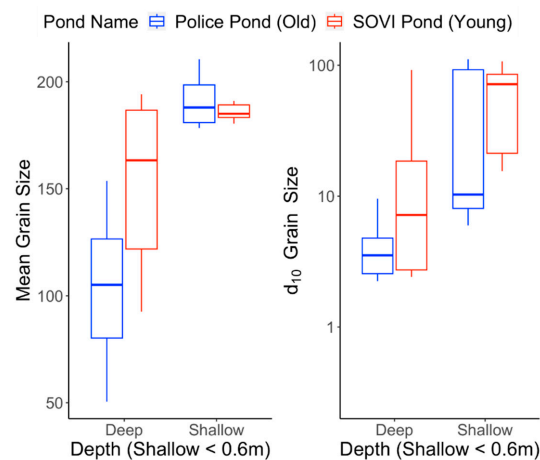 Pond Name Police Pond (Old) SOVI Pond (Young)
Mean Grain Size
200
150
100
50
Deep Shallow
Depth (Shallow < 0.6m)
d₁₀ Grain Size
100
10
1
Deep Shallow
Depth (Shallow < 0.6m)